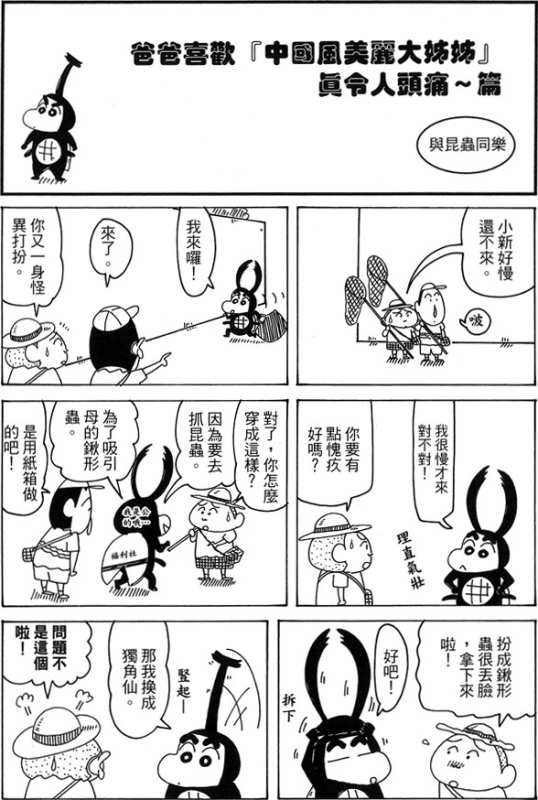 爸爸喜歡『中國風美麗大姊姊』
真令人頭痛～篇
與昆蟲同樂
小新好慢
還不來。
啵
我來囉！
來了。
你又一身怪
異打扮。
我很慢才來
對不對！
理直氣壯
你要有
點愧疚
好嗎？
對了，你怎麼
穿成這樣？
因為要去
抓昆蟲。
我是公
的哦…
福利社
為了吸引
母的鍬形
蟲。
是用紙箱做
的吧！
扮成鍬形
蟲很丟臉
，拿下來
啦！
好吧！
拆下
豎起—
那我換成
獨角仙。
問題不
是這個
啦！